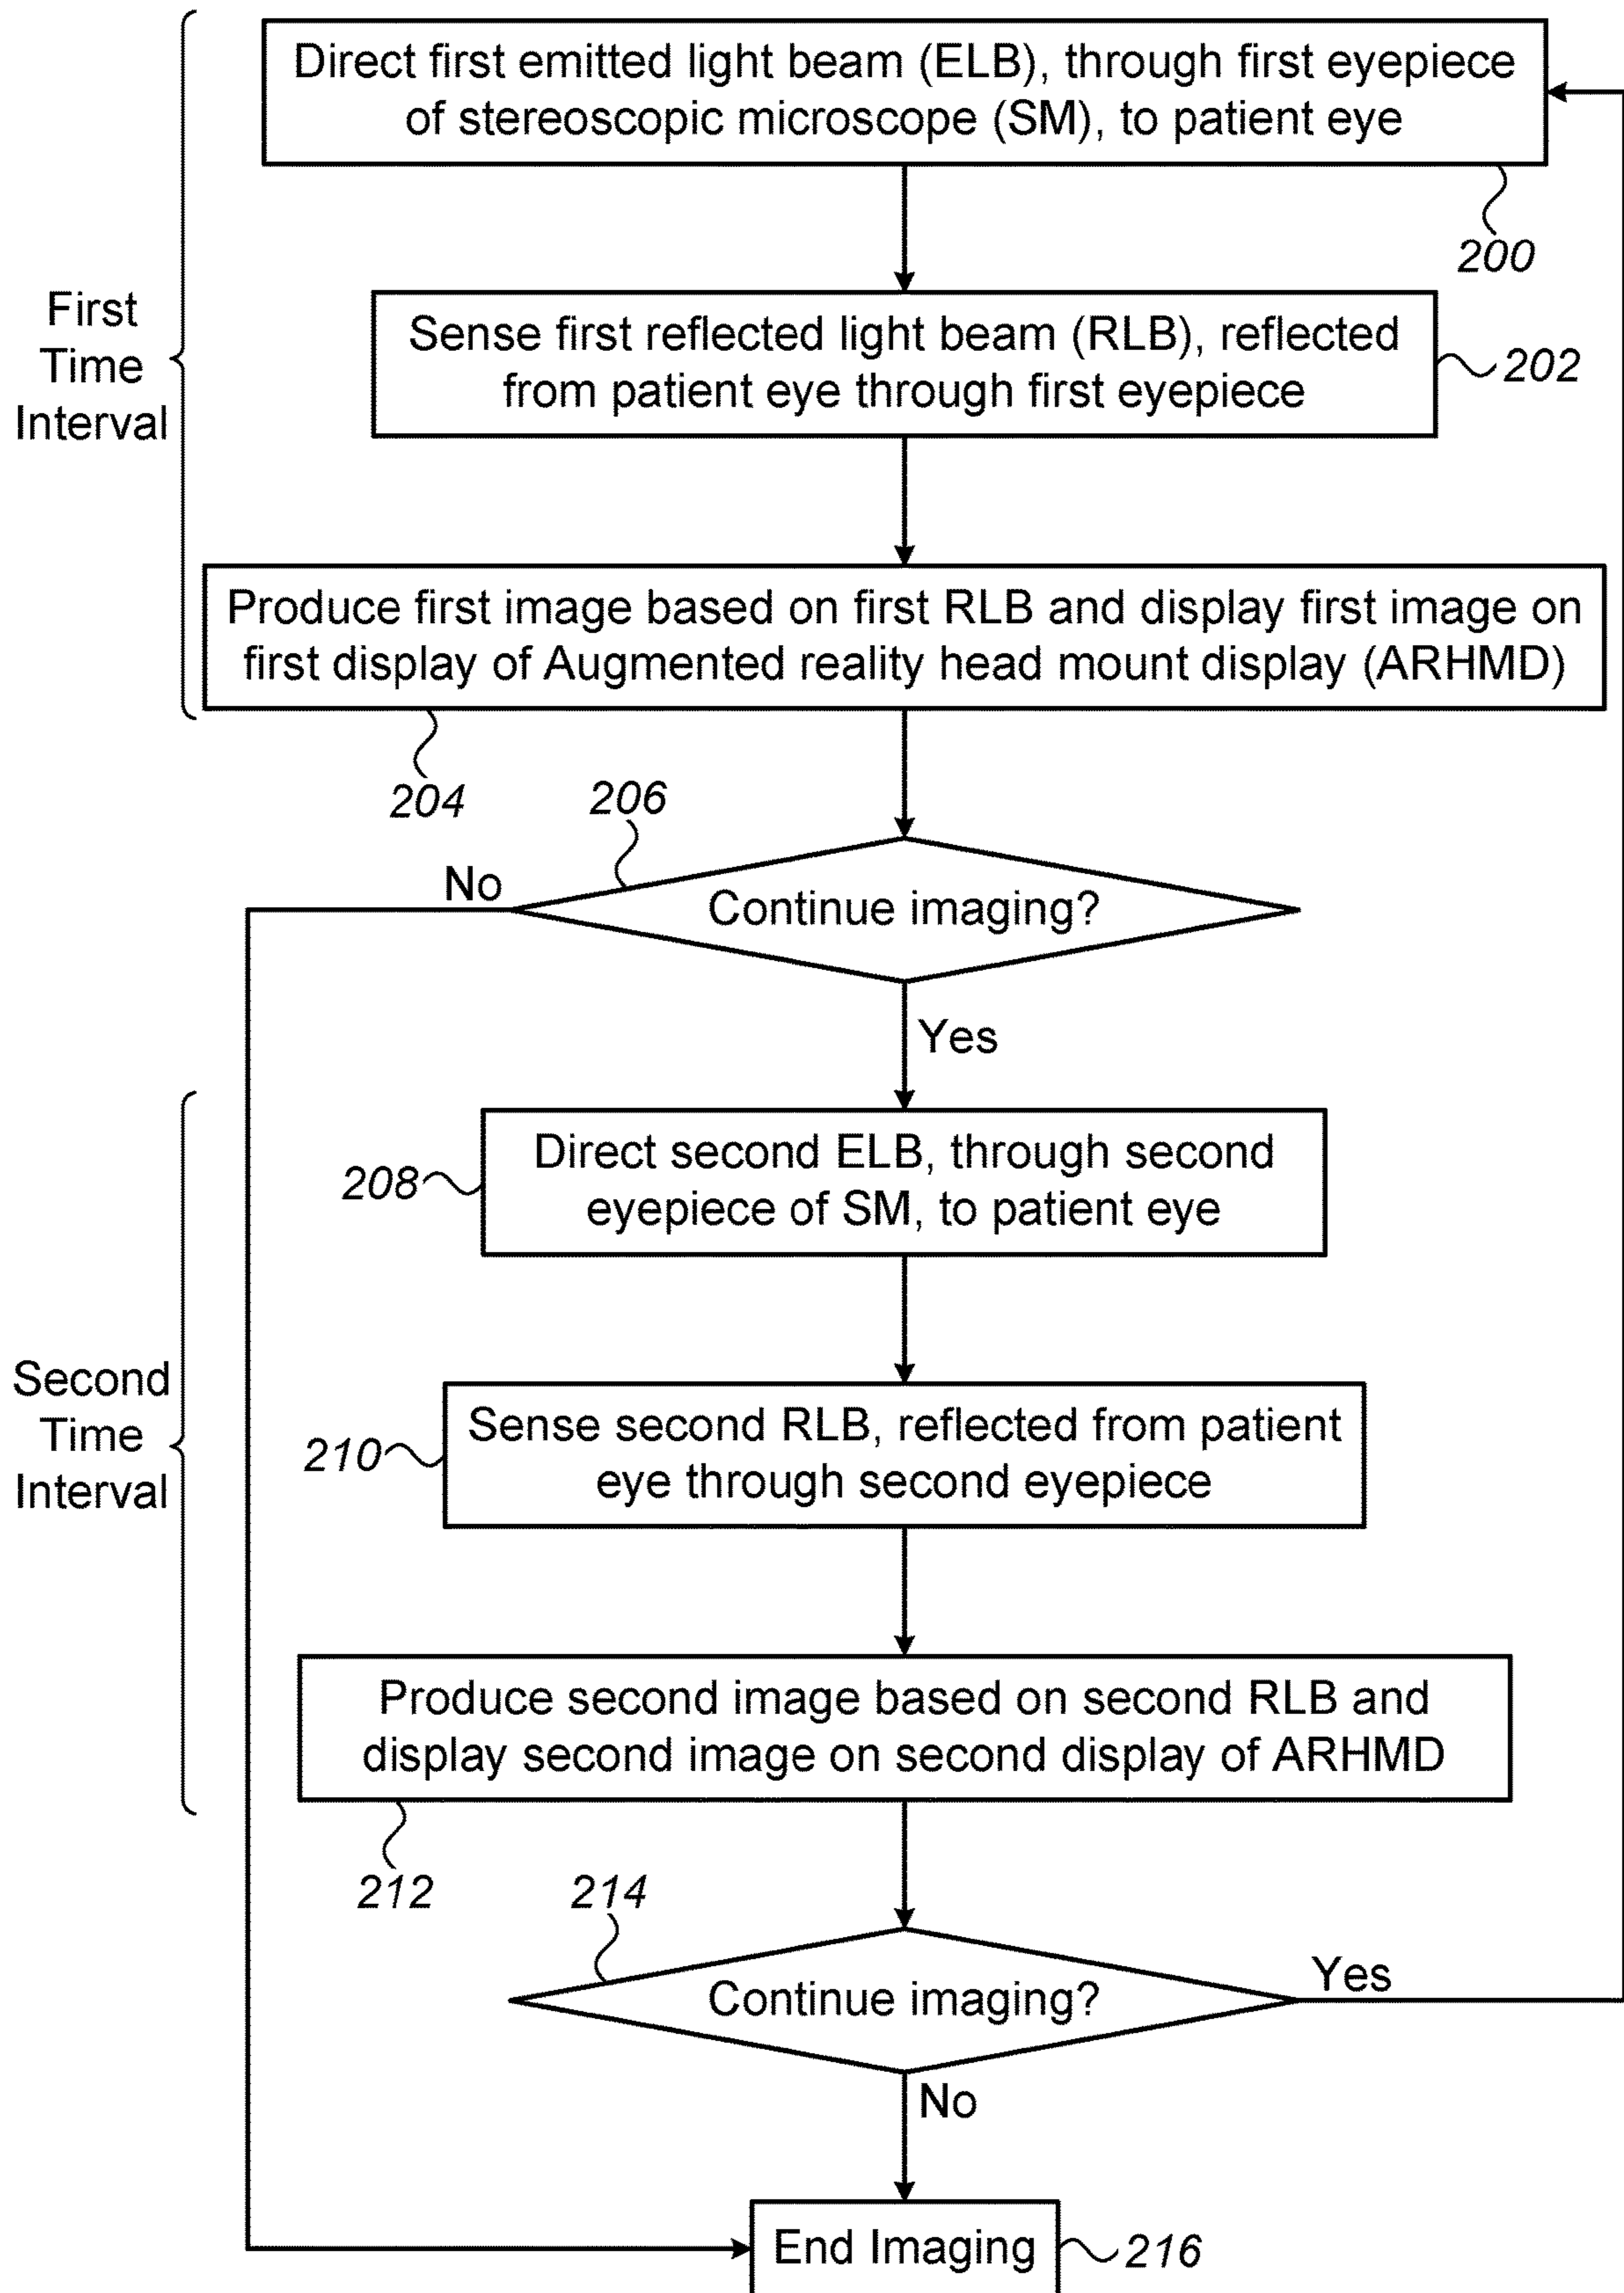 Direct first emitted light beam (ELB), through first eyepiece
of stereoscopic microscope (SM), to patient eye
200
First
Time
Interval
Sense first reflected light beam (RLB), reflected
from patient eye through first eyepiece
202
Produce first image based on first RLB and display first image on
first display of Augmented reality head mount display (ARHMD)
204
206
No
Continue imaging?
Yes
Direct second ELB, through second
eyepiece of SM, to patient eye
208
Second
Time
Interval
Sense second RLB, reflected from patient
eye through second eyepiece
210
Produce second image based on second RLB and
display second image on second display of ARHMD
212
214
Continue imaging?
Yes
No
End Imaging
216